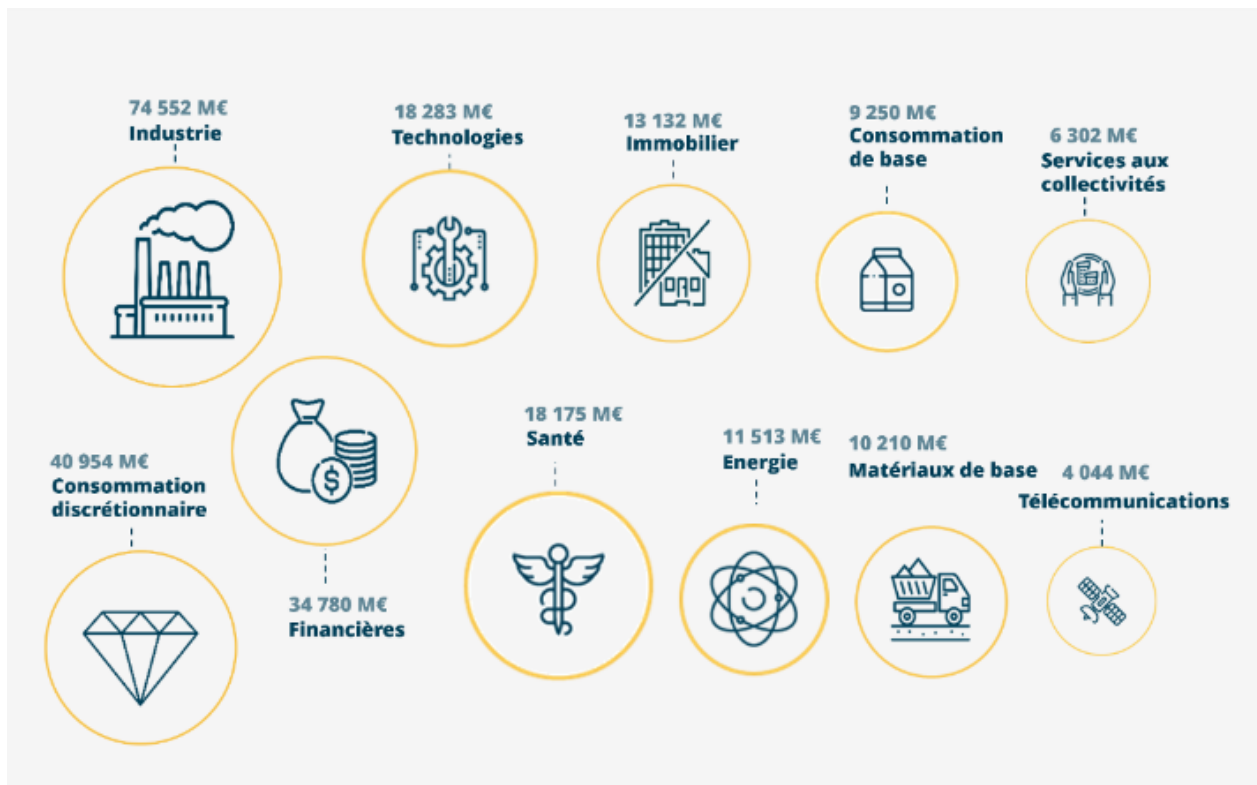 74 552 M€
Industrie
18 283 M€
Technologies
13 132 M€
Immobilier
9 250 M€
Consommation
de base
6 302 M€
Services aux
collectivités
40 954 M€
Consommation
discrétionnaire
34 780 M€
Financières
18 175 M€
Santé
11 513 M€
Energie
10 210 M€
Matériaux de base
4 044 M€
Télécommunications
$